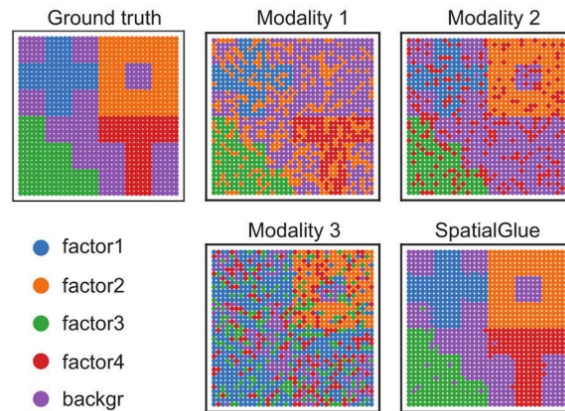 Ground truth
Modality 1
Modality 2
Modality 3
SpatialGlue
factor1
factor2
factor3
factor4
backgr